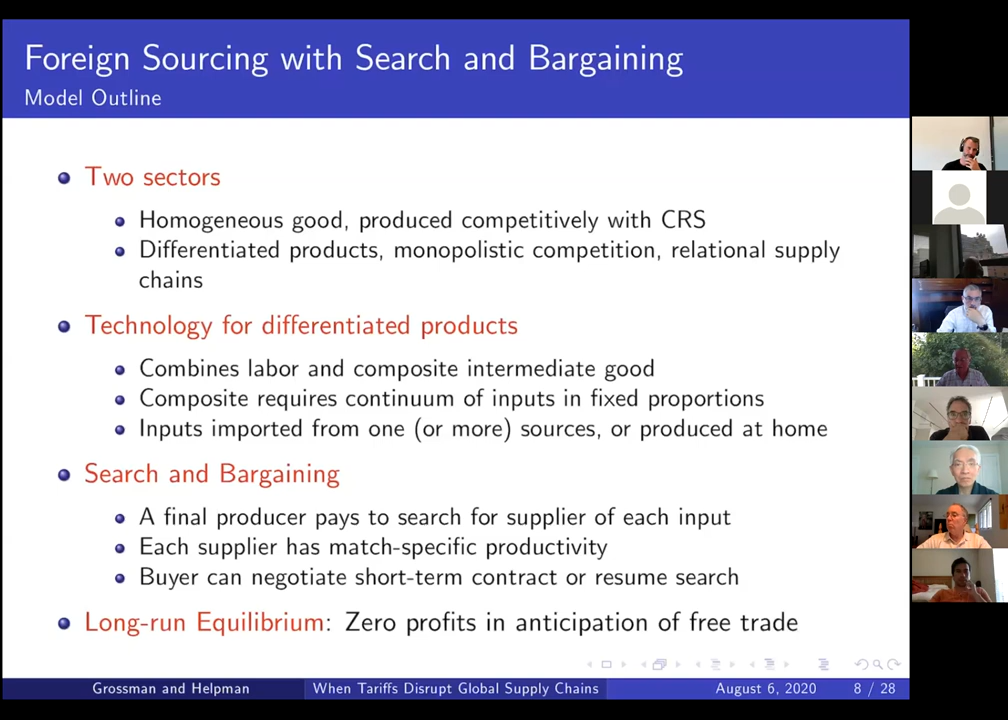 Foreign Sourcing with Search and Bargaining
Model Outline
Two sectors
Homogeneous good, produced competitively with CRS
Differentiated products, monopolistic competition, relational supply
chains
Technology for differentiated products
Combines labor and composite intermediate good
Composite requires continuum of inputs in fixed proportions
Inputs imported from one (or more) sources, or produced at home
Search and Bargaining
A final producer pays to search for supplier of each input
Each supplier has match-specific productivity
Buyer can negotiate short-term contract or resume search
Long-run Equilibrium: Zero profits in anticipation of free trade
Grossman and Helpman When Tariffs Disrupt Global Supply Chains August 6, 2020 8 / 28